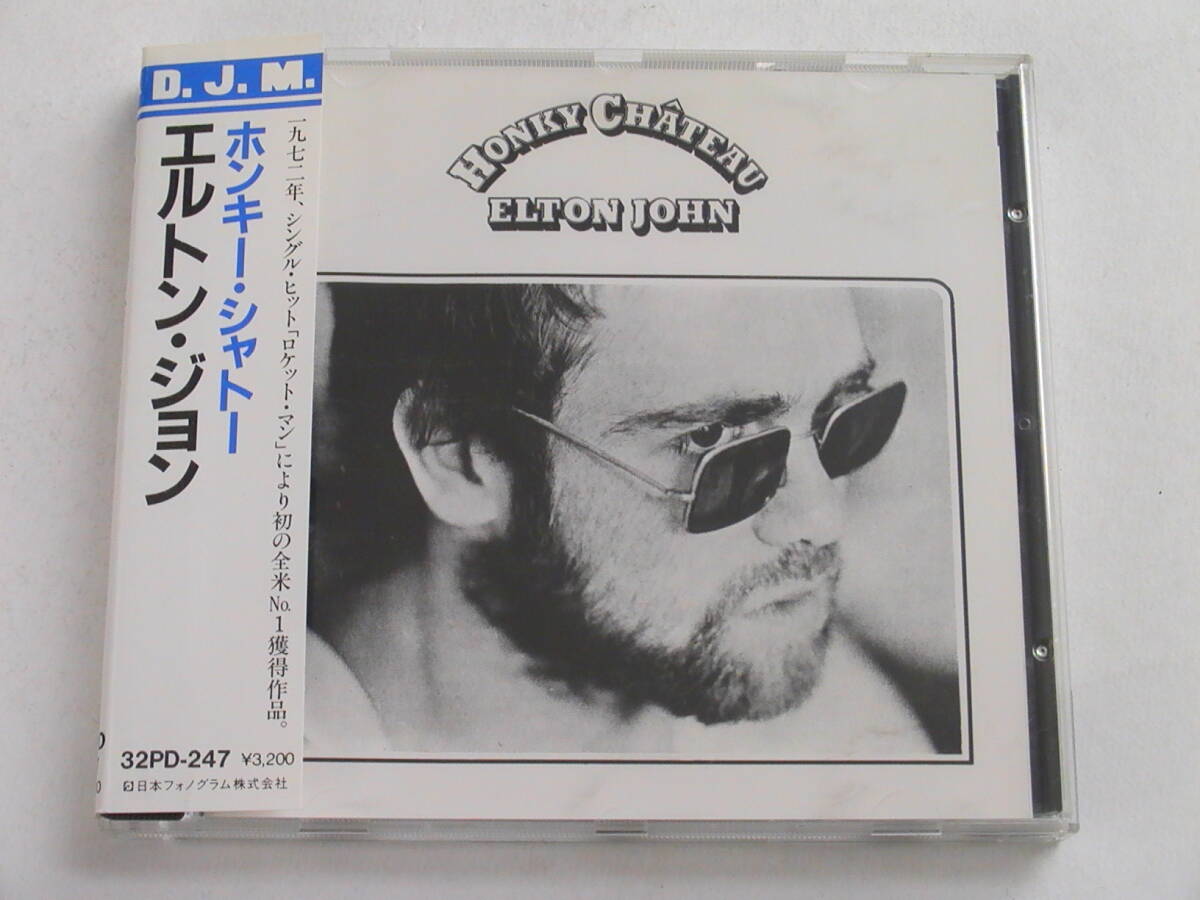 D. J. M.
一九七二年、シングル・ヒット「ロケット・マン」により初の全米No.1獲得作品。
ホンキー・シャトー
エルトン・ジョン
32PD-247 ¥3,200
日本フォノグラム株式会社
HONKY CHÂTEAU
ELTON JOHN